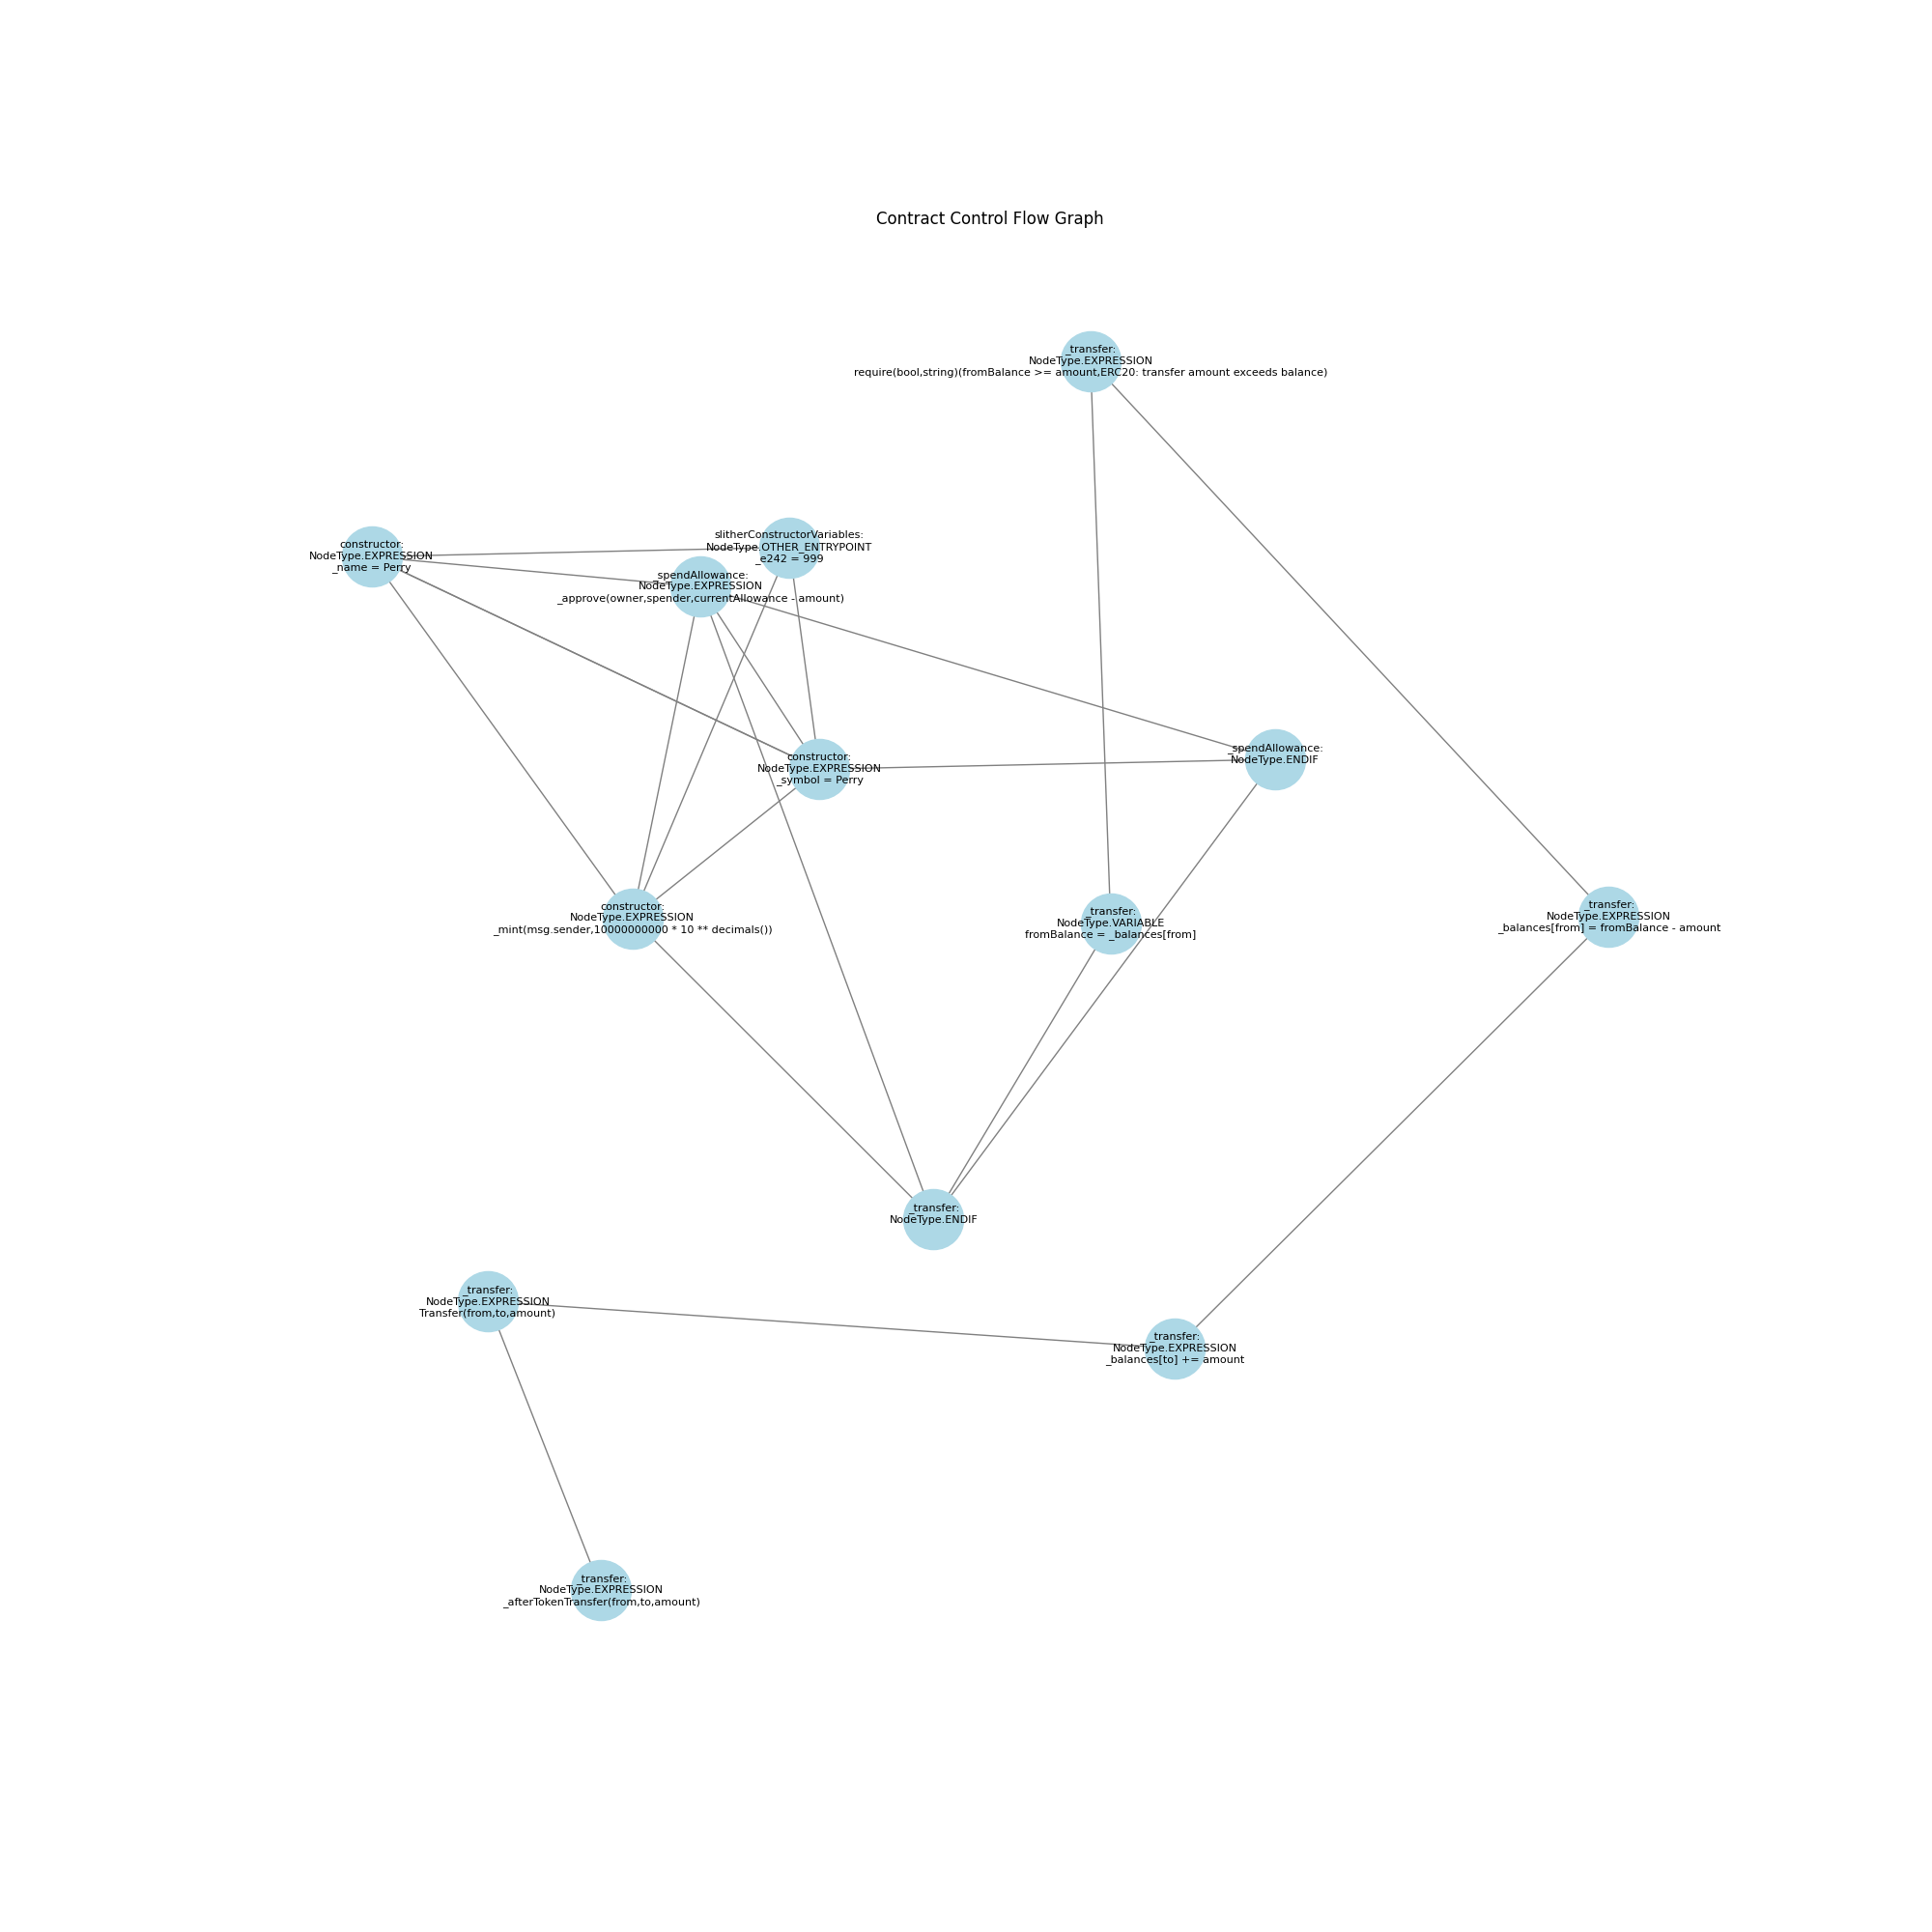 Contract Control Flow Graph
_transfer:
NodeType.EXPRESSION
require(bool,string)(fromBalance >= amount,ERC20: transfer amount exceeds balance)
constructor:
NodeType.EXPRESSION
_name = Perry
slitherConstructorVariables:
NodeType.OTHER_ENTRYPOINT
_e242 = 999
_spendAllowance:
NodeType.EXPRESSION
_approve(owner,spender,currentAllowance - amount)
constructor:
NodeType.EXPRESSION
_symbol = Perry
_spendAllowance:
NodeType.ENDIF
constructor:
NodeType.EXPRESSION
_mint(msg.sender,10000000000 * 10 ** decimals())
_transfer:
NodeType.VARIABLE
fromBalance = _balances[from]
_transfer:
NodeType.EXPRESSION
_balances[from] = fromBalance - amount
_transfer:
NodeType.ENDIF
_transfer:
NodeType.EXPRESSION
Transfer(from,to,amount)
_transfer:
NodeType.EXPRESSION
_balances[to] += amount
_transfer:
NodeType.EXPRESSION
_afterTokenTransfer(from,to,amount)